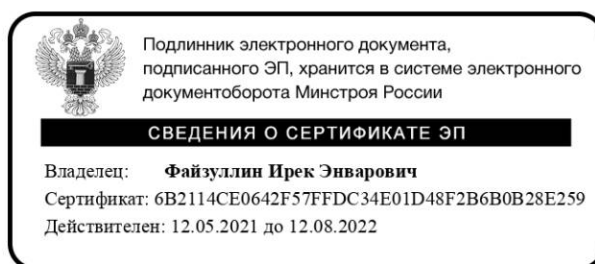 Подлинник электронного документа,
подписанного ЭП, хранится в системе электронного
документоборота Минстроя России
СВЕДЕНИЯ О СЕРТИФИКАТЕ ЭП
Владелец: Файзуллин Ирек Энварович
Сертификат: 6B2114CE0642F57FFDC34E01D48F2B6B0B28E259
Действителен: 12.05.2021 до 12.08.2022